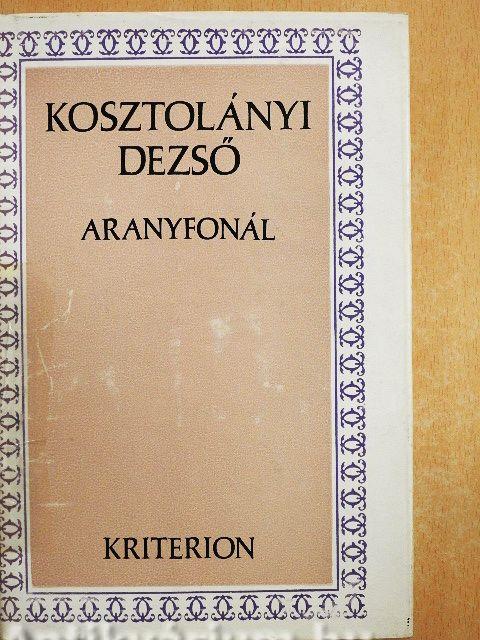 KOSZTOLÁNYI
DEZSŐ
ARANYFONÁL
KRITERION